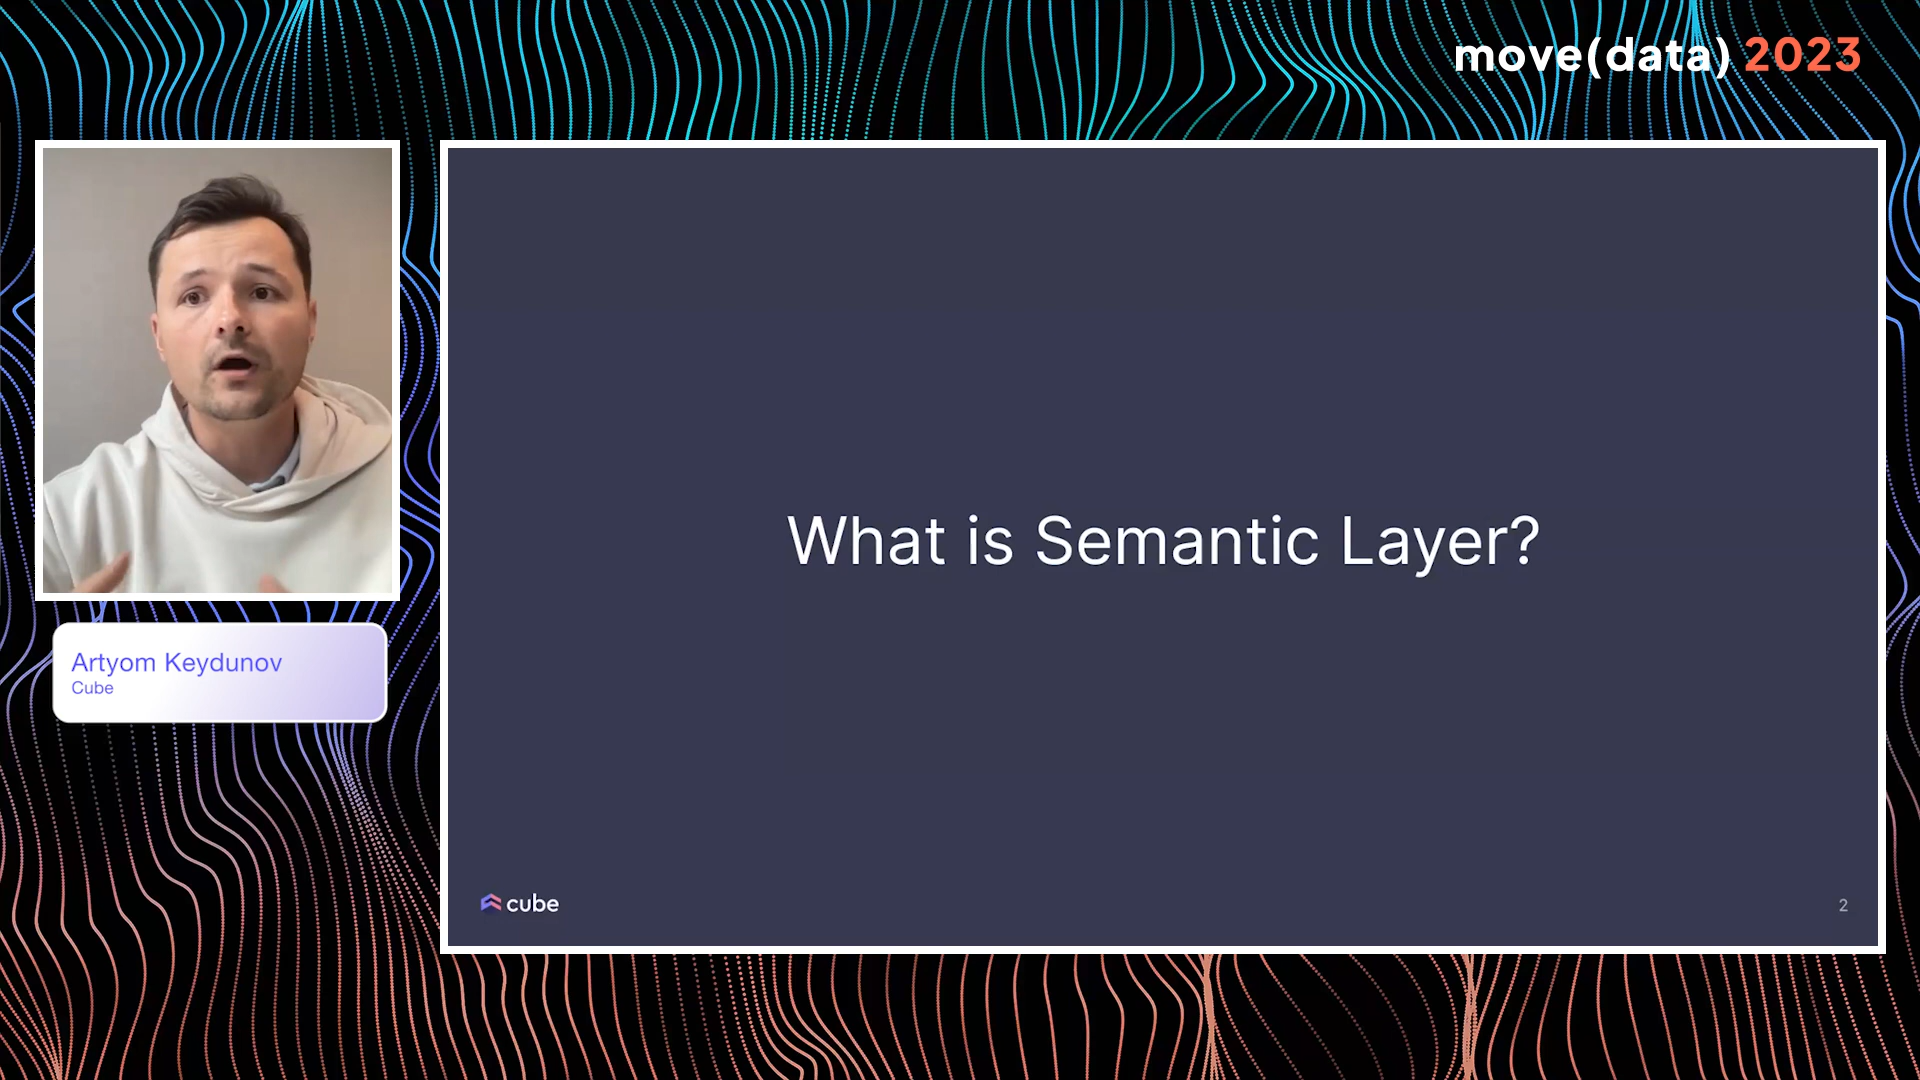 move(data) 2023
What is Semantic Layer?
Artyom Keydunov
Cube
cube
2